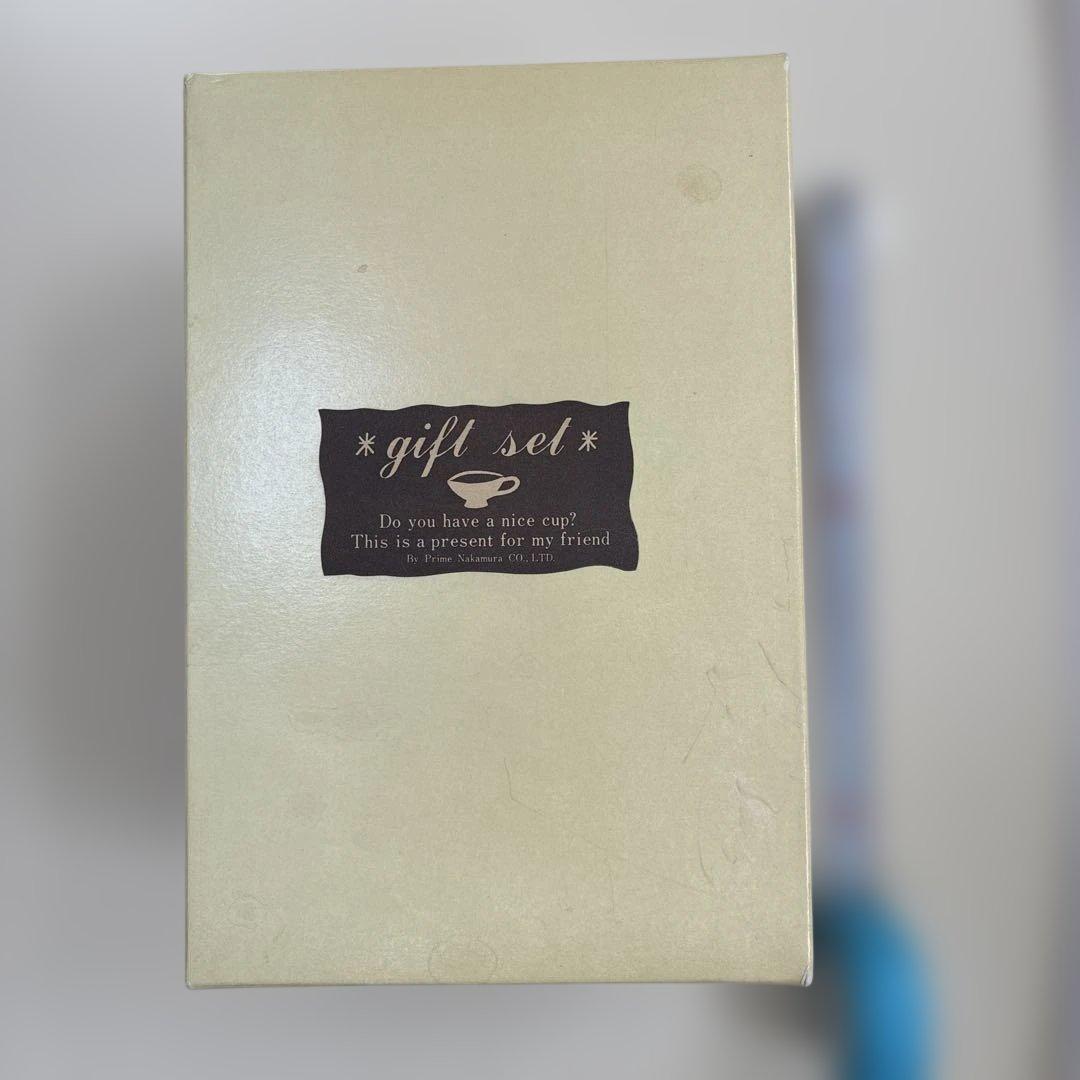 * gift set *
Do you have a nice cup?
This is a present for my friend
By Prime Nakamura CO., LTD.